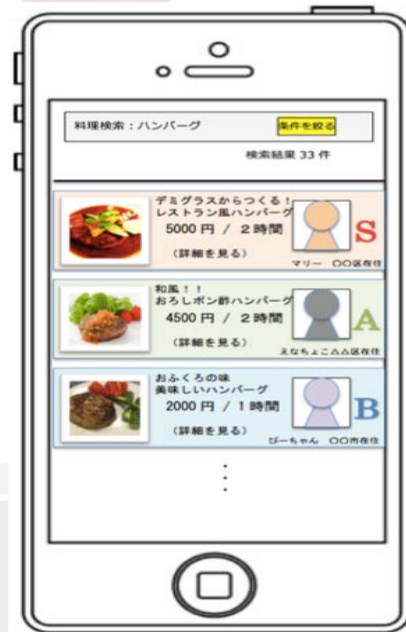 料理検索：ハンバーグ
条件を絞る
検索結果 33 件
デミグラスからつくる！
レストラン風ハンバーグ
5000 円 / 2 時間
（詳細を見る）
S
マリー 〇〇区在住
和風！！
おろしポン酢ハンバーグ
4500 円 / 2 時間
（詳細を見る）
A
えなちょこ△△区在住
おふくろの味
美味しいハンバーグ
2000 円 / 1 時間
（詳細を見る）
B
びーちゃん 〇〇市在住